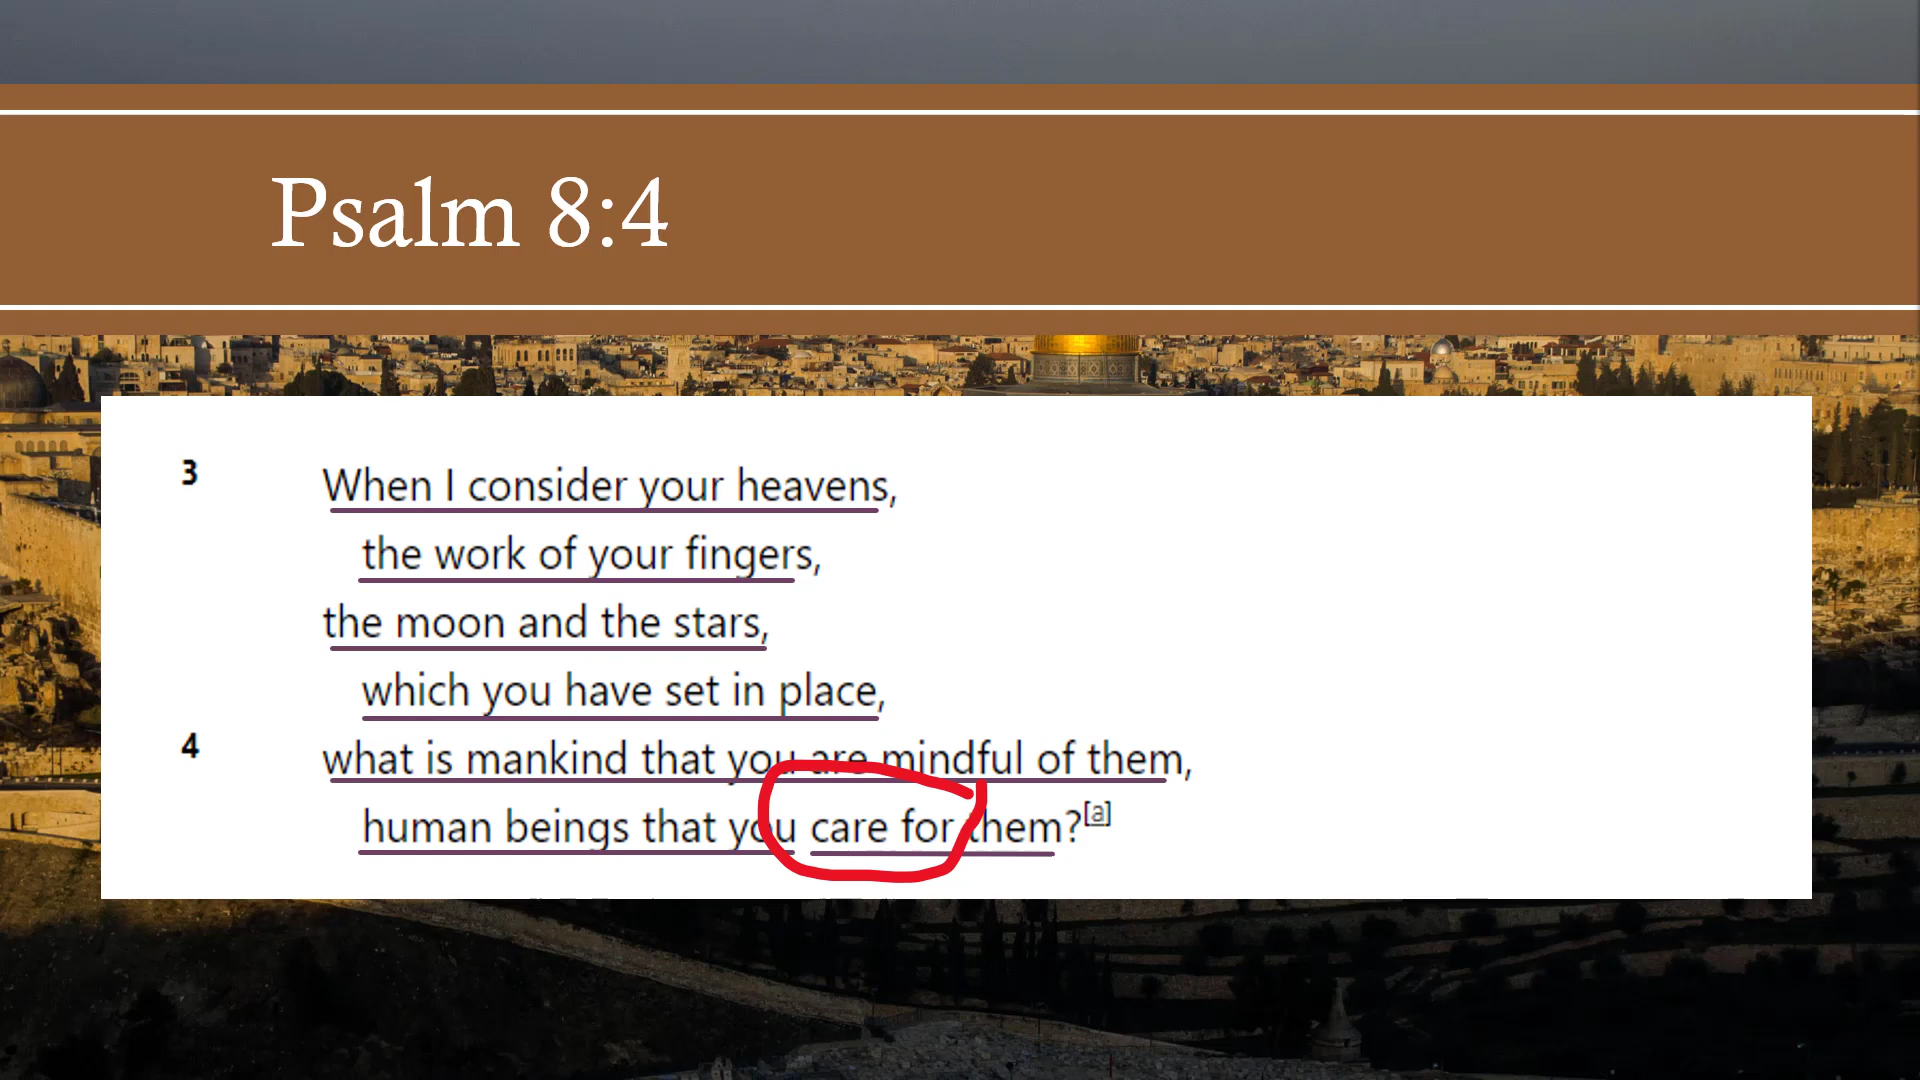 Psalm 8:4
3 When I consider your heavens,
the work of your fingers,
the moon and the stars,
which you have set in place,
4 what is mankind that you are mindful of them,
human beings that you care for them?[a]